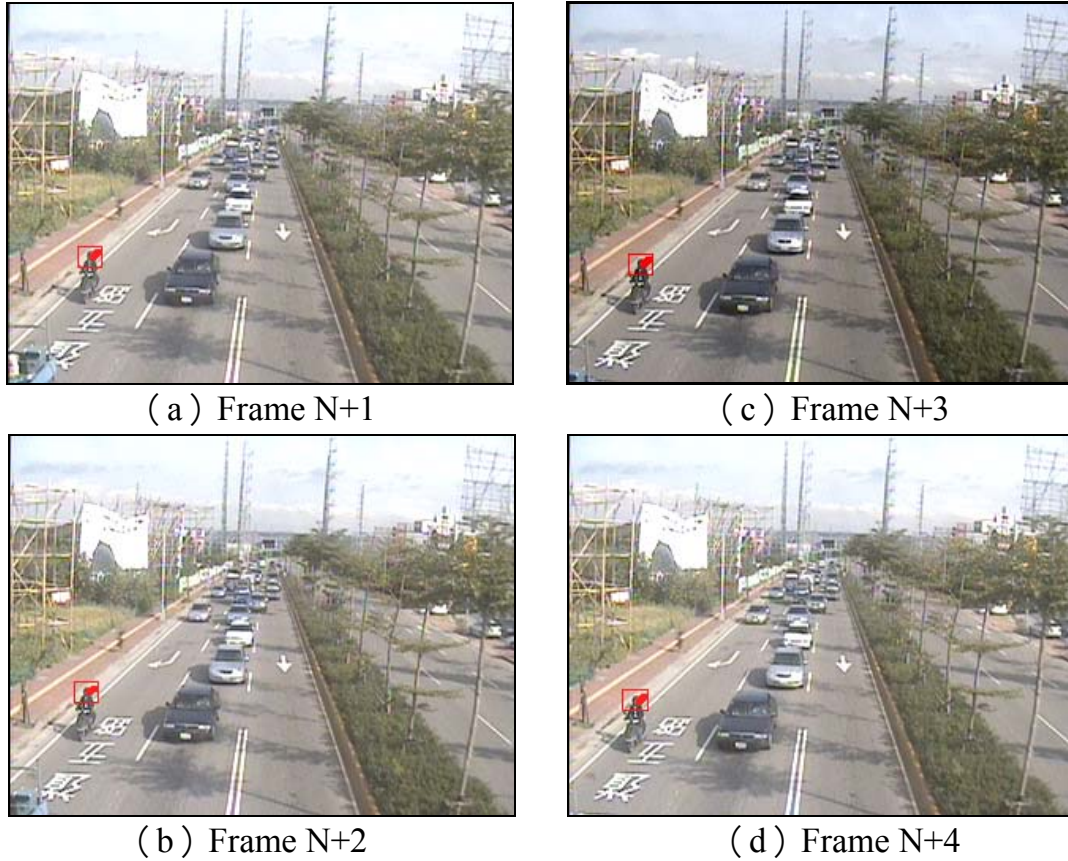 （a）Frame N+1
（c）Frame N+3
（b）Frame N+2
（d）Frame N+4